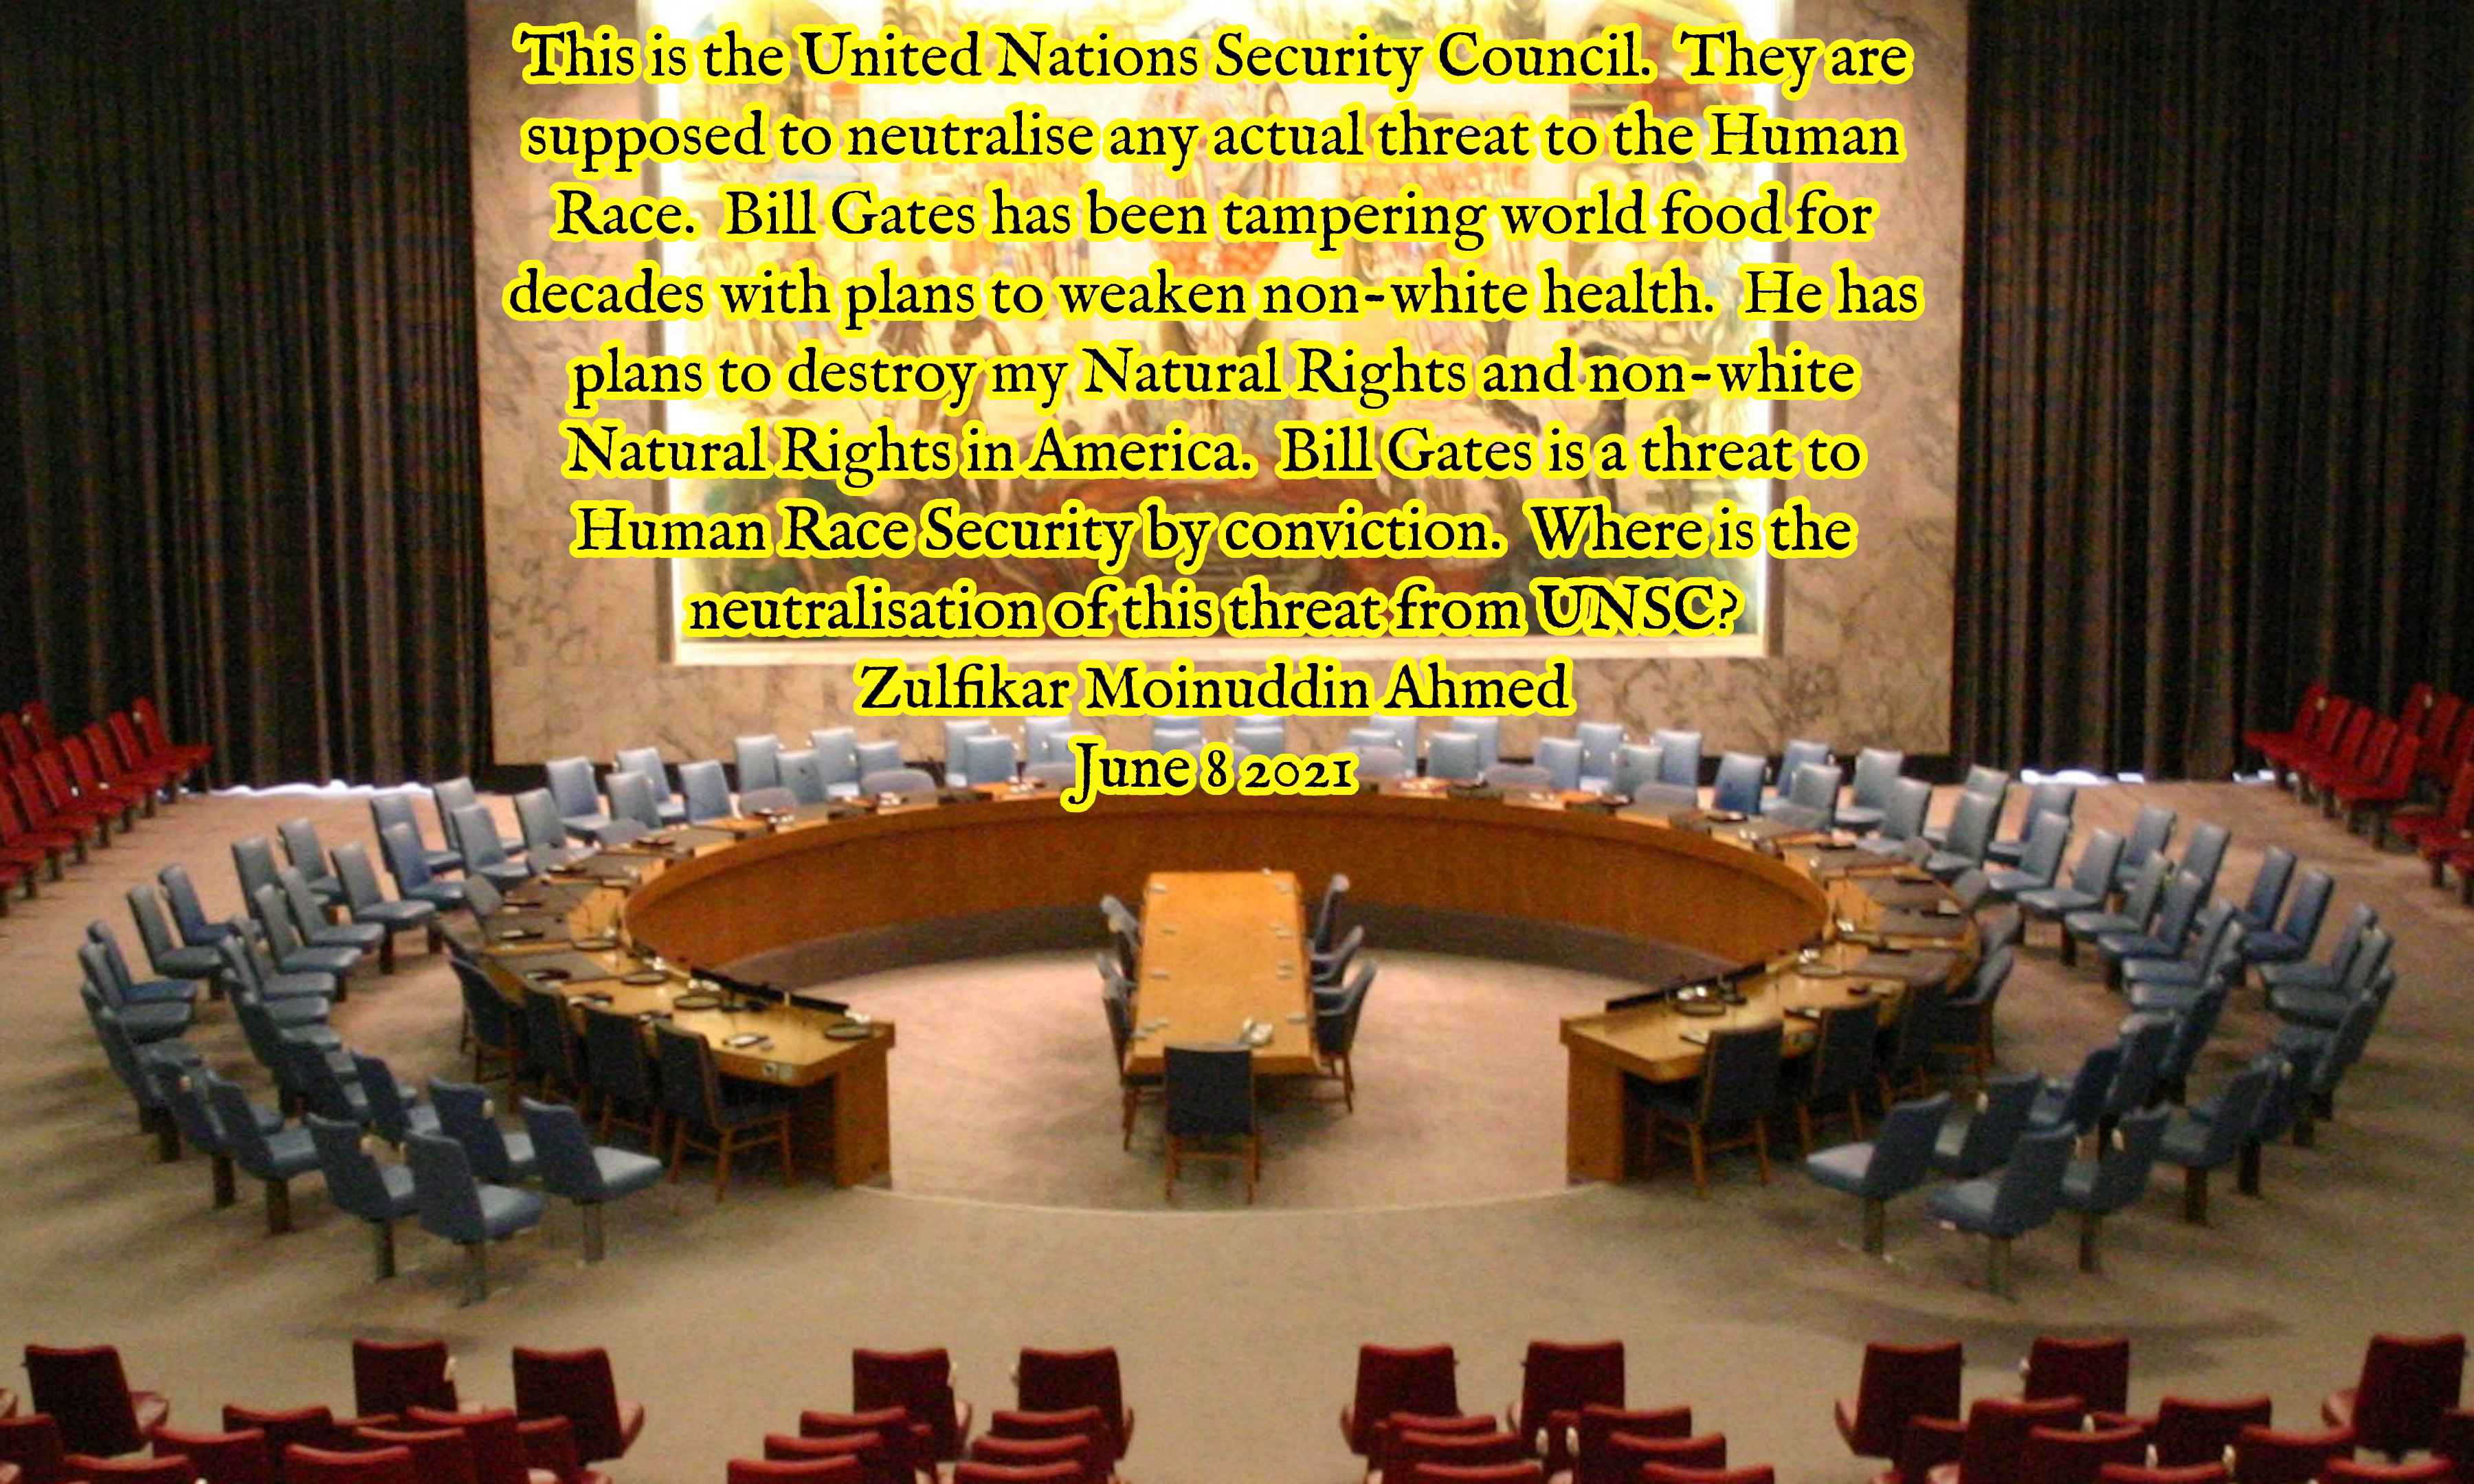 This is the United Nations Security Council. They are
supposed to neutralise any actual threat to the Human
Race. Bill Gates has been tampering world food for
decades with plans to weaken non-white health. He has
plans to destroy my Natural Rights and non-white
Natural Rights in America. Bill Gates is a threat to
Human Race Security by conviction. Where is the
neutralisation of this threat from UNSC?
Zulfikar Moinuddin Ahmed
June 8 2021